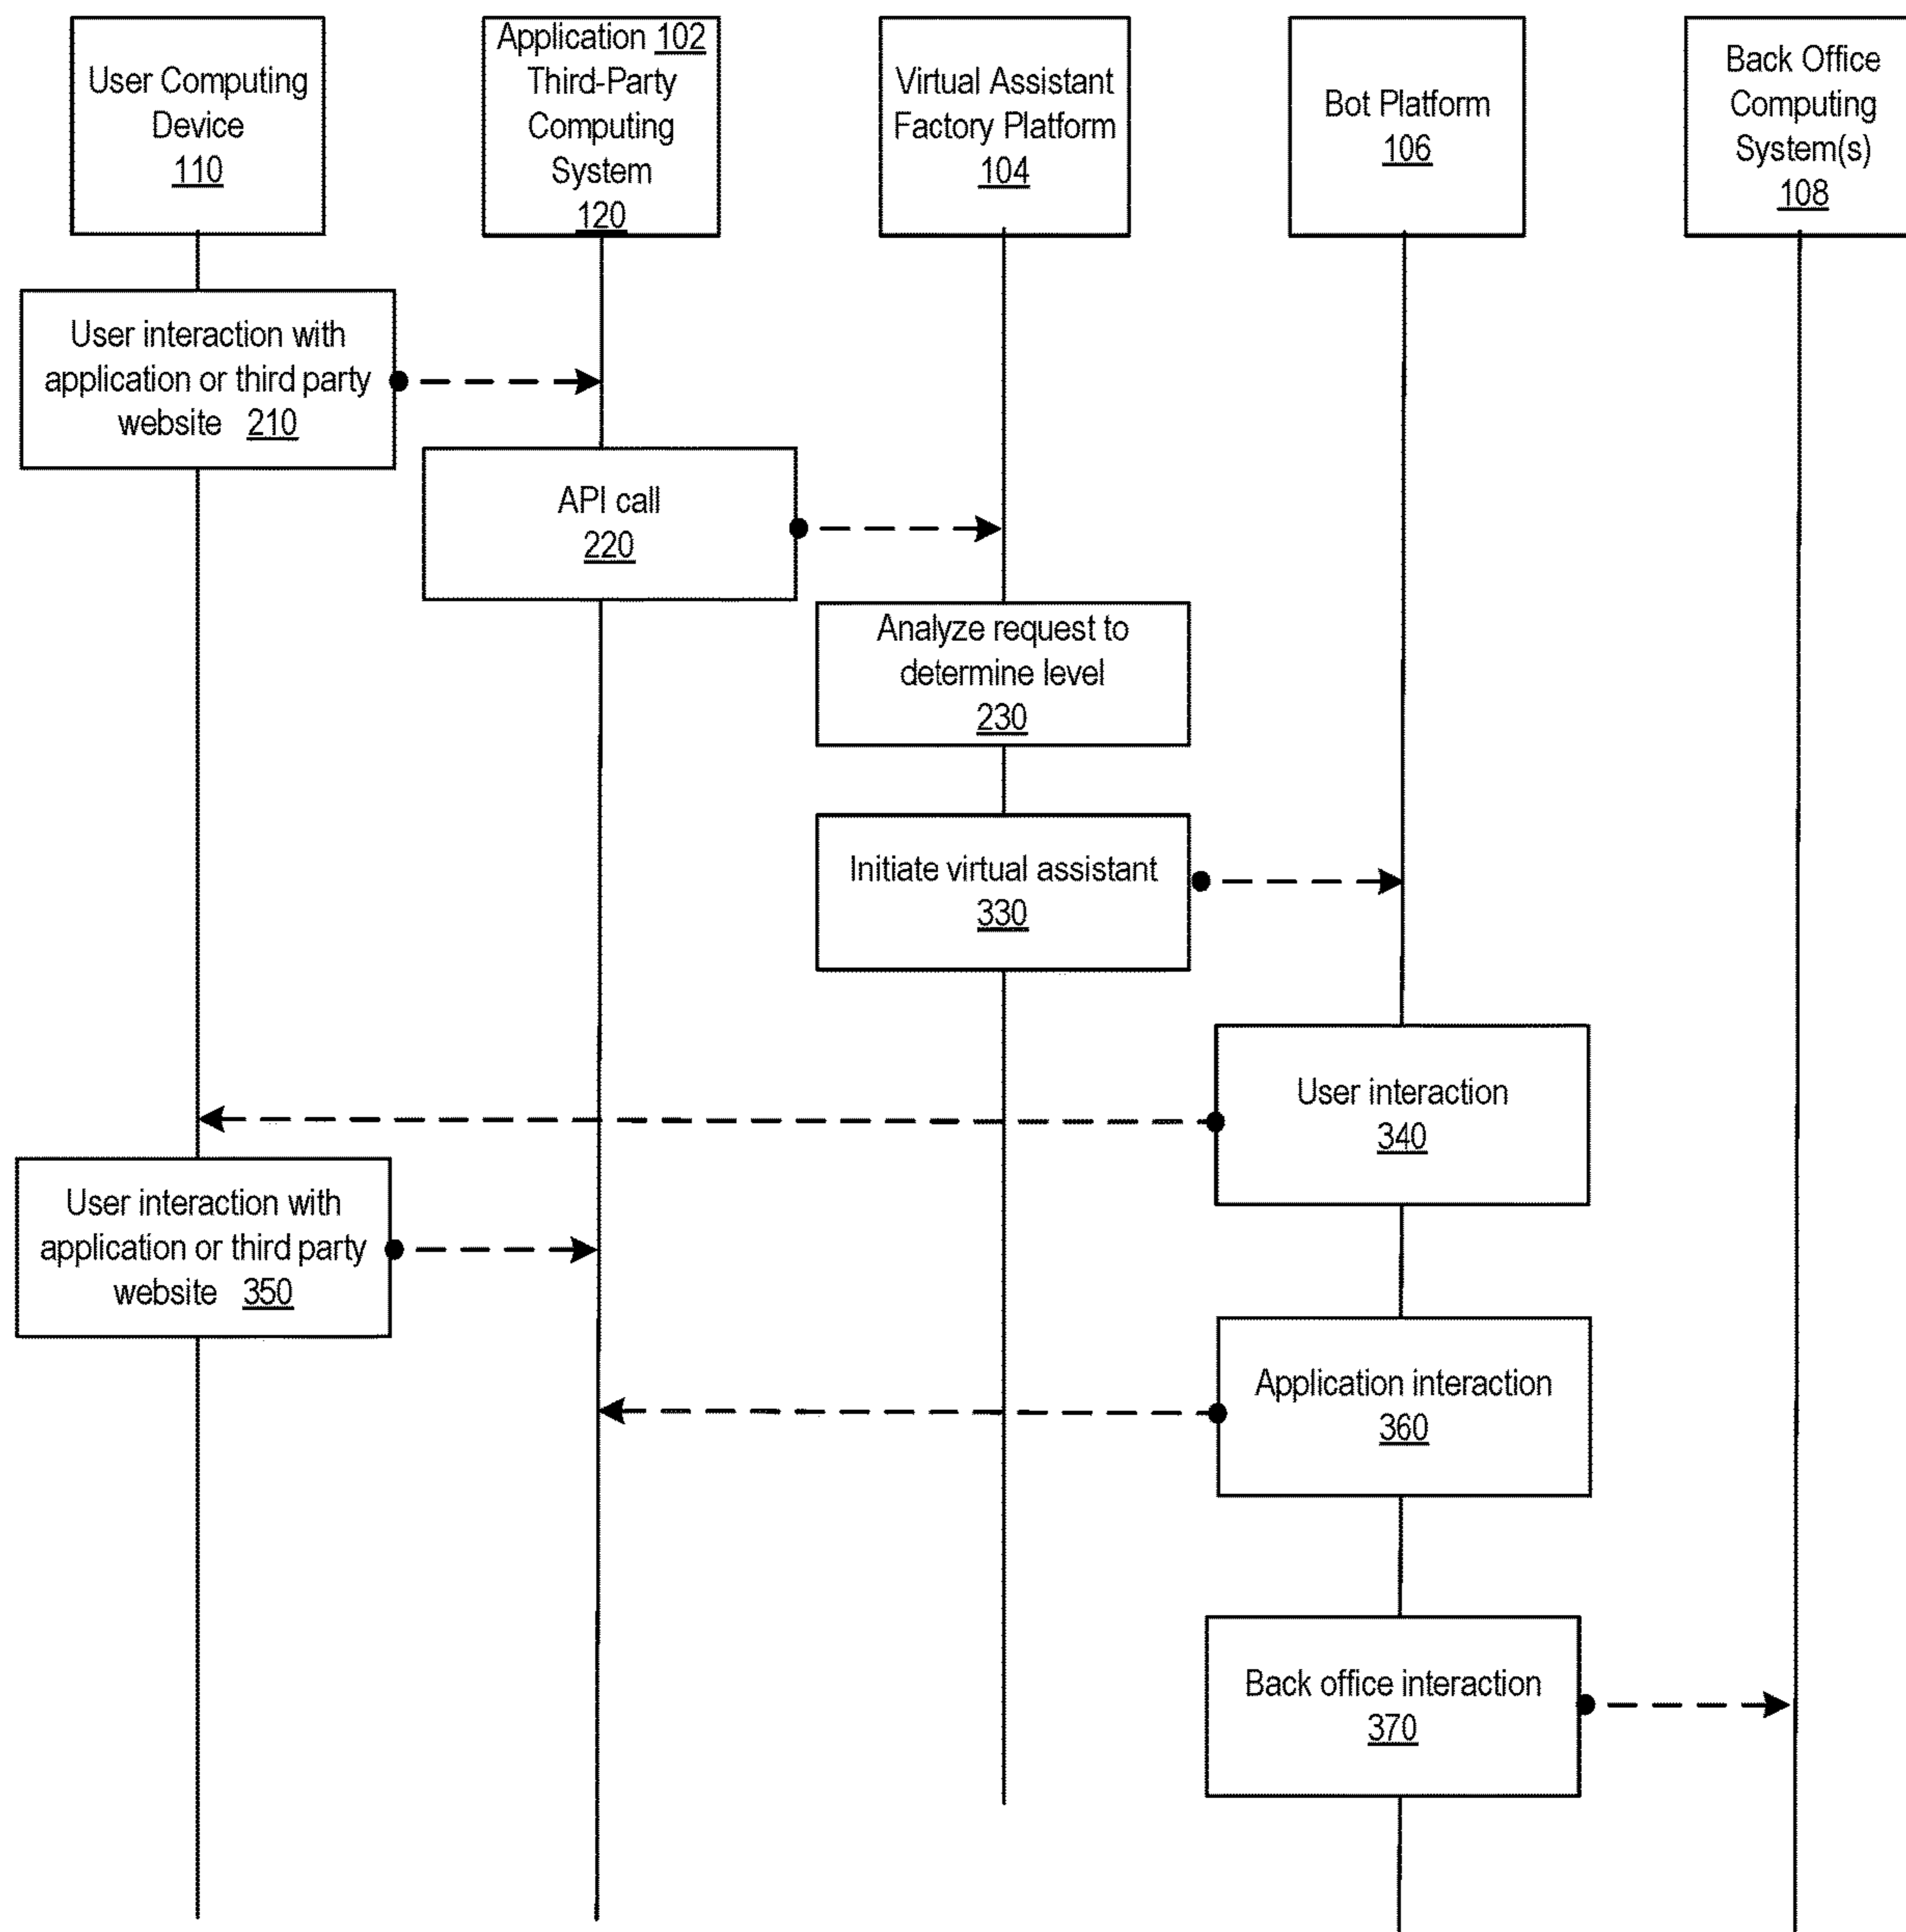 User Computing
Device
110
Application 102
Third-Party
Computing
System
120
Virtual Assistant
Factory Platform
104
Bot Platform
106
Back Office
Computing
System(s)
108
User interaction with
application or third party
website 210
API call
220
Analyze request to
determine level
230
Initiate virtual assistant
330
User interaction
340
User interaction with
application or third party
website 350
Application interaction
360
Back office interaction
370